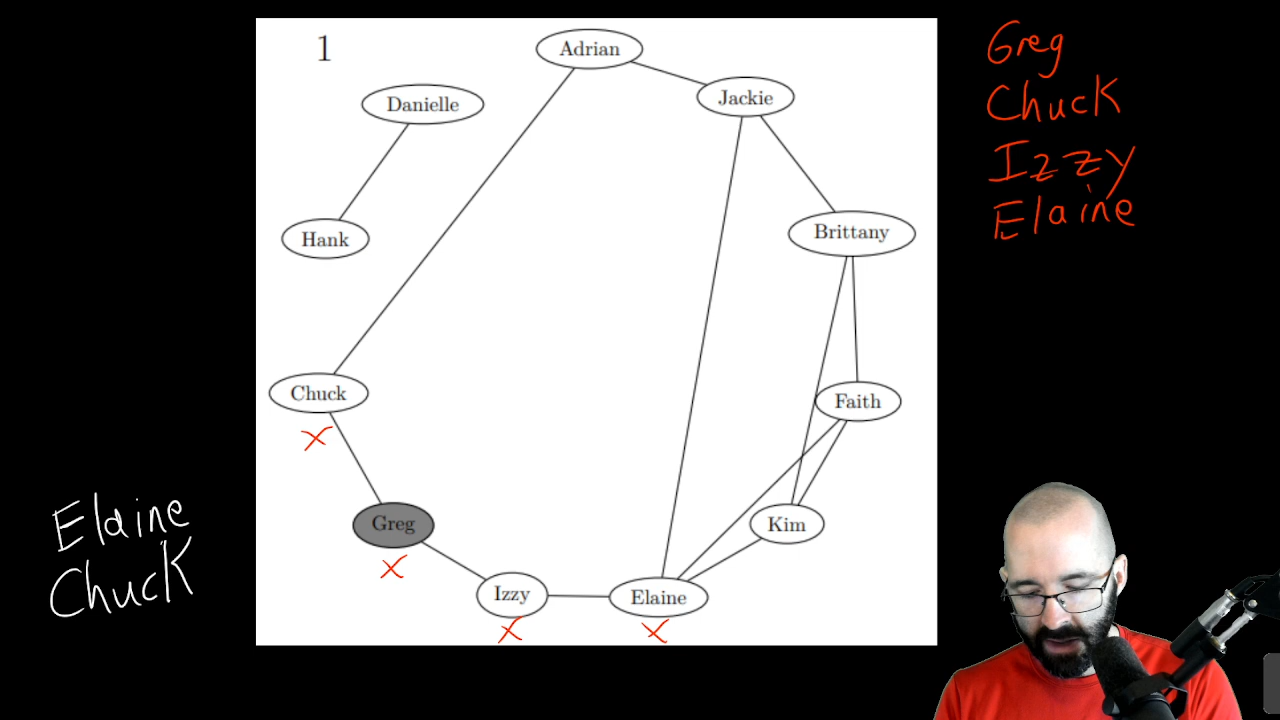 1
Adrian
Jackie
Danielle
Hank
Brittany
Chuck
Faith
Greg
Kim
Izzy
Elaine
Greg
Chuck
Izzy
Elaine
Elaine
Chuck
X
X
X
X